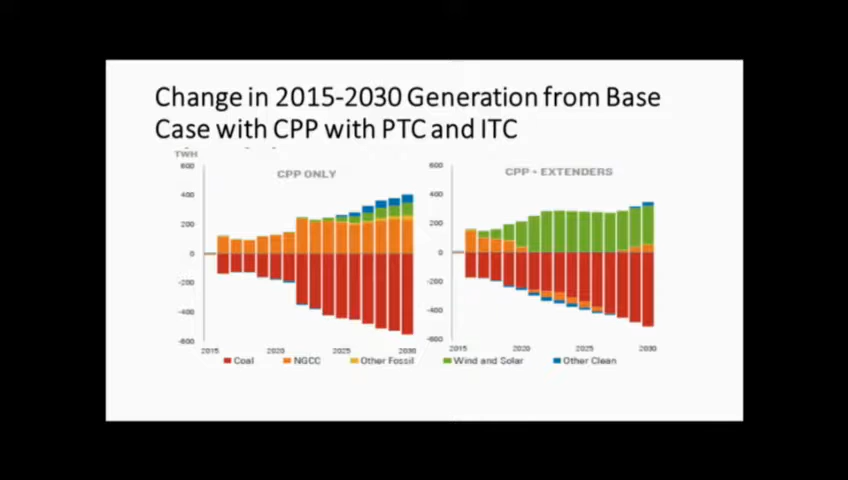 Change in 2015-2030 Generation from Base
Case with CPP with PTC and ITC
TWH
600
CPP ONLY
400
200
0
-200
-400
-600
2015
2020
2025
2030
600
CPP + EXTENDERS
400
200
0
-200
-400
-600
2015
2020
2025
2030
Coal
NGCC
Other Fossil
Wind and Solar
Other Clean